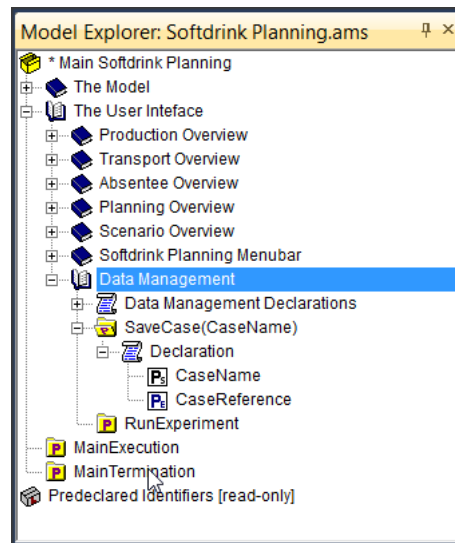 Model Explorer: Softdrink Planning.ams
* Main Softdrink Planning
The Model
The User Inteface
Production Overview
Transport Overview
Absentee Overview
Planning Overview
Scenario Overview
Softdrink Planning Menubar
Data Management
Data Management Declarations
SaveCase(CaseName)
Declaration
Ps CaseName
PE CaseReference
P RunExperiment
P MainExecution
P MainTermination
Predeclared Identifiers [read-only]